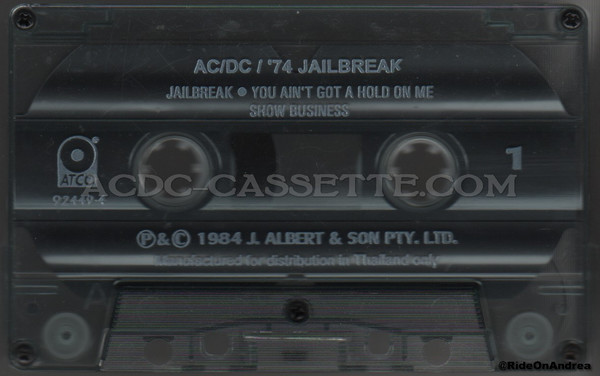 AC/DC / '74 JAILBREAK
JAILBREAK • YOU AIN'T GOT A HOLD ON ME
SHOW BUSINESS
1
ATCO ®
ACDC-CASSETTE.COM
Ⓟ&© 1984 J. ALBERT & SON PTY. LTD.
Manufactured for distribution in Thailand only
A
©RideOnAndrea